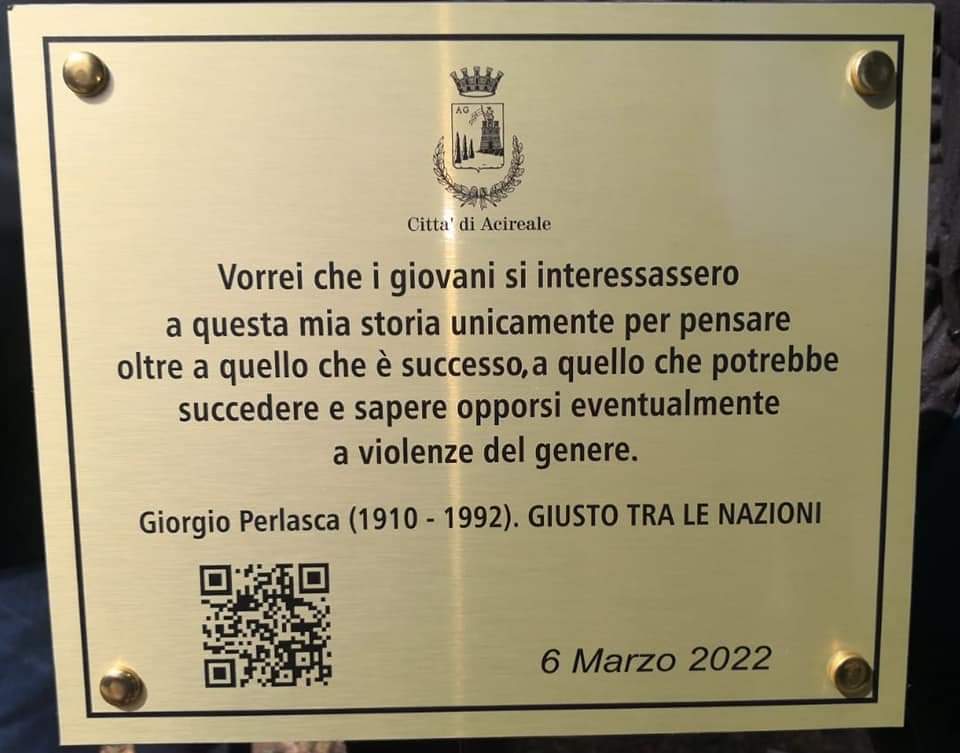 AG
Citta' di Acireale
Vorrei che i giovani si interessassero
a questa mia storia unicamente per pensare
oltre a quello che è successo, a quello che potrebbe
succedere e sapere opporsi eventualmente
a violenze del genere.
Giorgio Perlasca (1910 - 1992). GIUSTO TRA LE NAZIONI
6 Marzo 2022